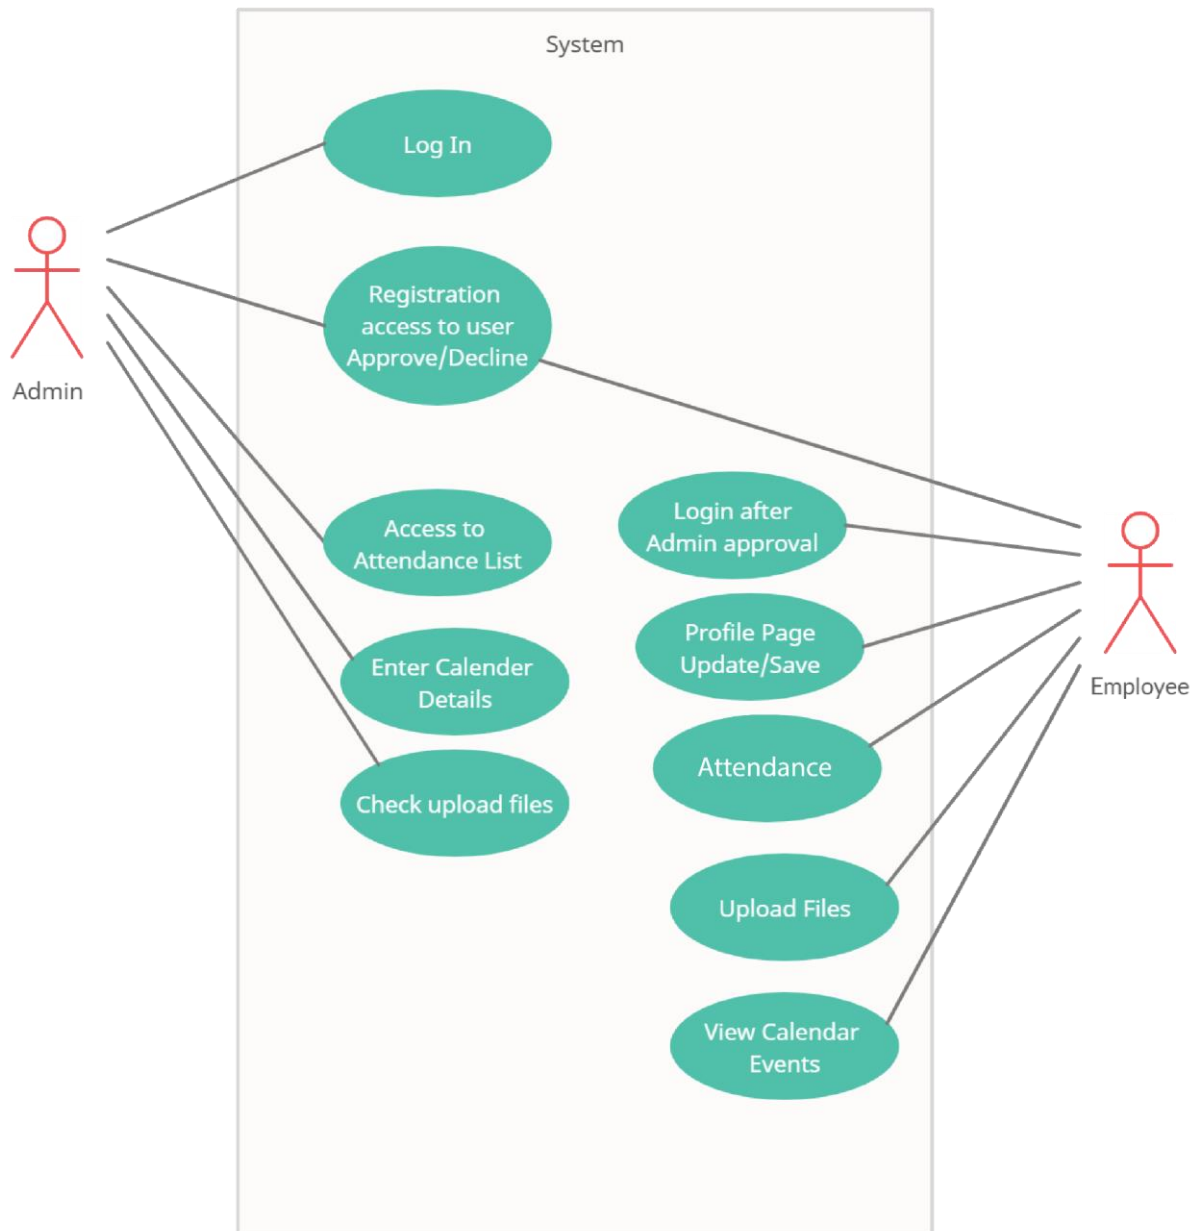 System
Log In
Registration
access to user
Approve/Decline
Admin
Access to
Attendance List
Login after
Admin approval
Profile Page
Update/Save
Employee
Enter Calender
Details
Attendance
Check upload files
Upload Files
View Calendar
Events